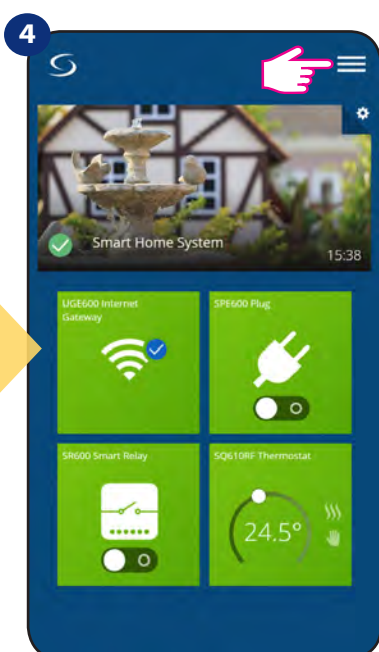 4
Smart Home System
15:38
UGE600 Internet
Gateway
SPE600 Plug
SR600 Smart Relay
SQ610RF Thermostat
24.5°